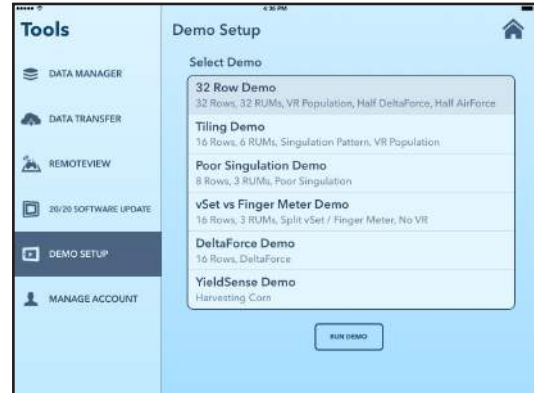 4:36 PM
Tools
Demo Setup
Select Demo
DATA MANAGER
DATA TRANSFER
REMOTEVIEW
20/20 SOFTWARE UPDATE
DEMO SETUP
MANAGE ACCOUNT
32 Row Demo
32 Rows, 32 RUMs, VR Population, Half DeltaForce, Half AirForce
Tiling Demo
16 Rows, 6 RUMs, Singulation Pattern, VR Population
Poor Singulation Demo
8 Rows, 3 RUMs, Poor Singulation
vSet vs Finger Meter Demo
16 Rows, 3 RUMs, Split vSet / Finger Meter, No VR
DeltaForce Demo
16 Rows, DeltaForce
YieldSense Demo
Harvesting Corn
RUN DEMO